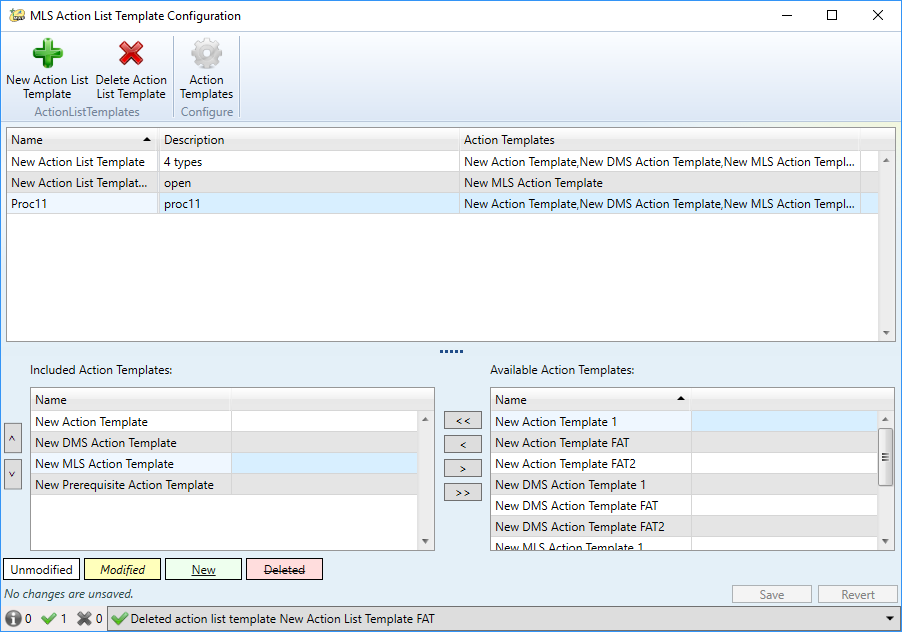 MLS Action List Template Configuration
New Action List Template
Delete Action List Template
Action Templates
ActionListTemplates
Configure
Name Description Action Templates
New Action List Template 4 types New Action Template,New DMS Action Template,New MLS Action Templ...
New Action List Templat... open New MLS Action Template
Proc11 proc11 New Action Template,New DMS Action Template,New MLS Action Templ...
Included Action Templates:
Name
New Action Template
New DMS Action Template
New MLS Action Template
New Prerequisite Action Template
<<
<
>
>>
Available Action Templates:
Name
New Action Template 1
New Action Template FAT
New Action Template FAT2
New DMS Action Template 1
New DMS Action Template FAT
New DMS Action Template FAT2
New MLS Action Template 1
Unmodified Modified New Deleted
No changes are unsaved.
Save Revert
0 1 0 Deleted action list template New Action List Template FAT